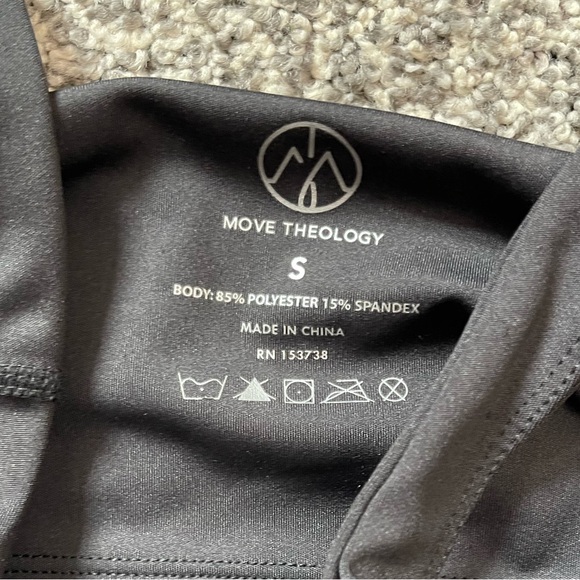 MOVE THEOLOGY
S
BODY: 85% POLYESTER 15% SPANDEX
MADE IN CHINA
RN 153738